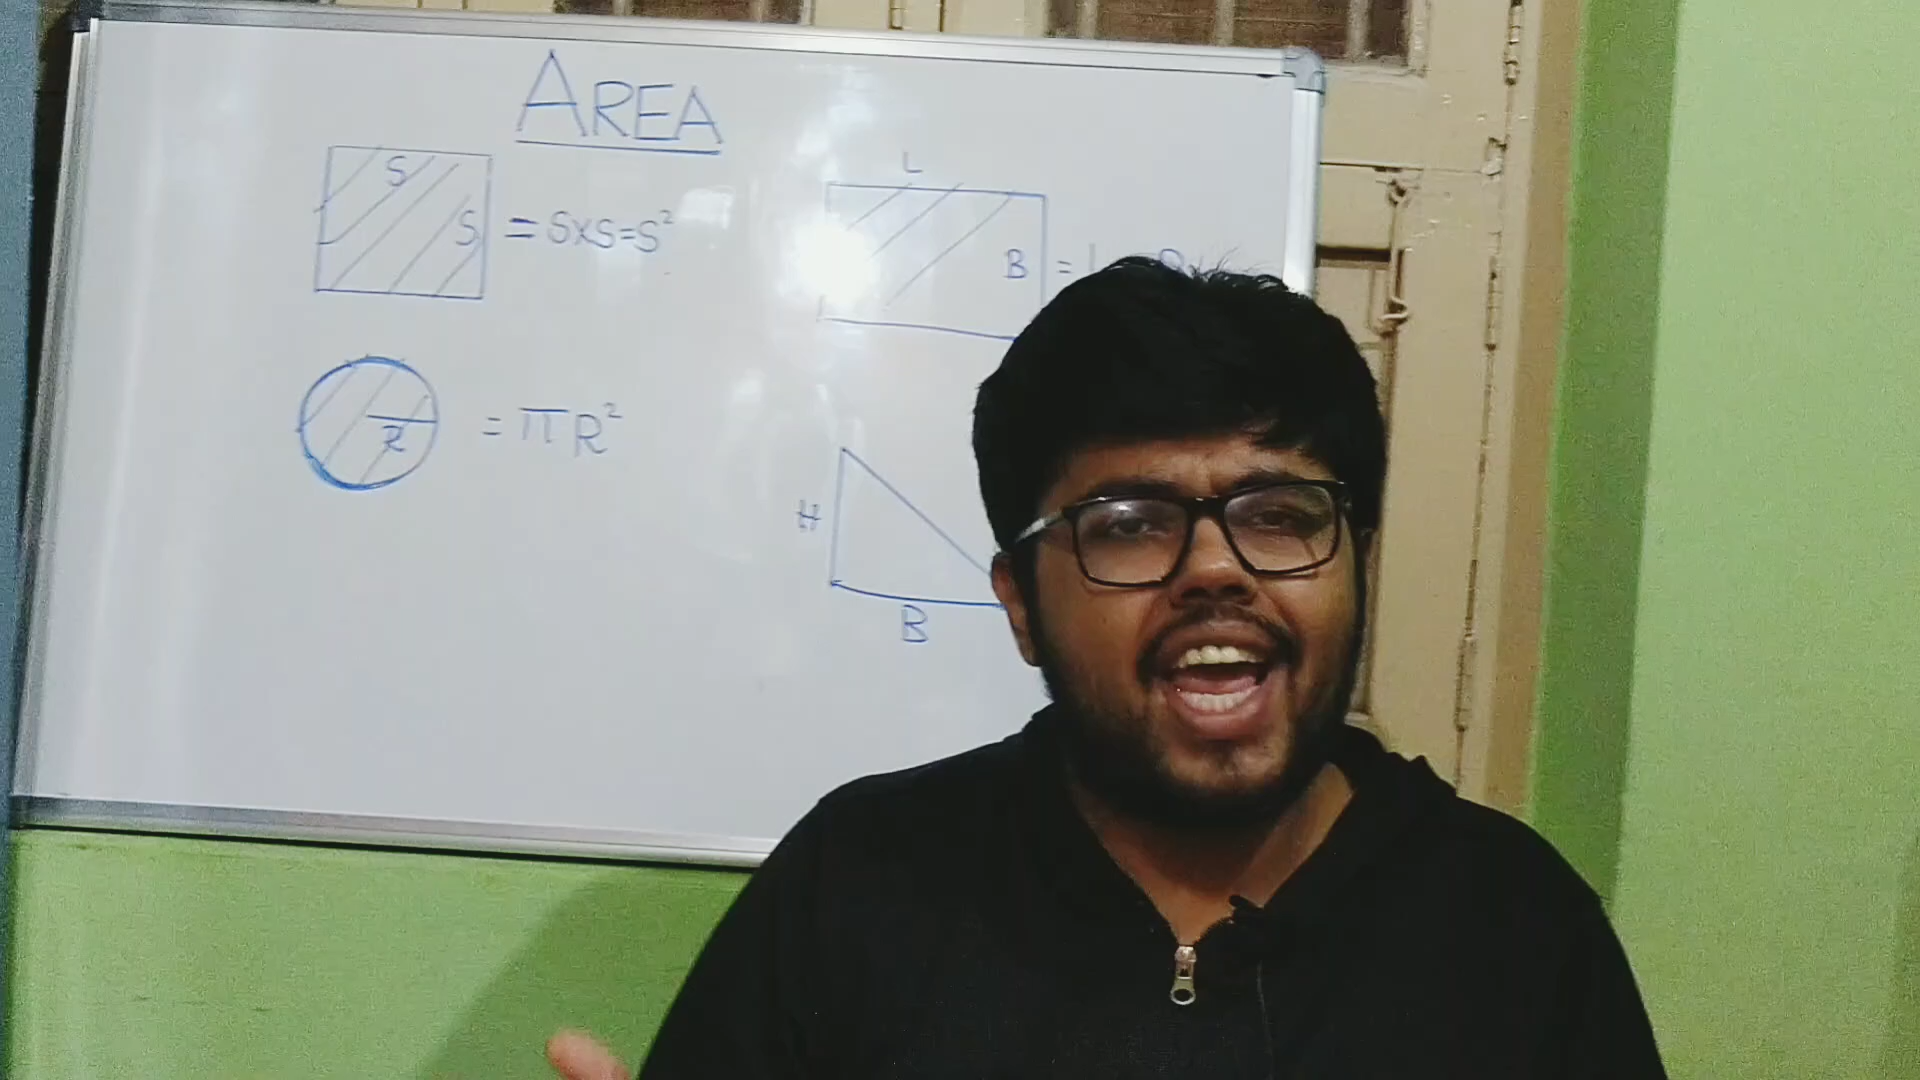 AREA
S
S
= S×S=S²
L
B
=
R
= πR²
H
B